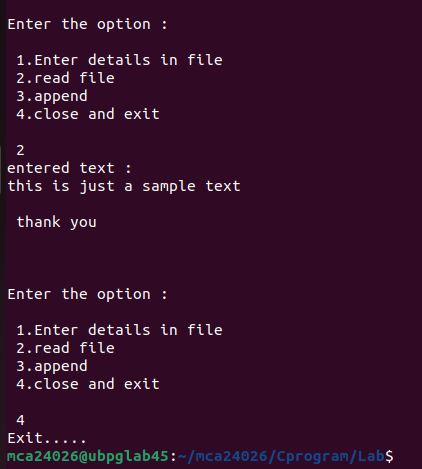 Enter the option :
1.Enter details in file
2.read file
3.append
4.close and exit
2
entered text :
this is just a sample text
thank you
Enter the option :
1.Enter details in file
2.read file
3.append
4.close and exit
4
Exit.....
mca24026@ubpglab45:~/mca24026/Cprogram/Lab$